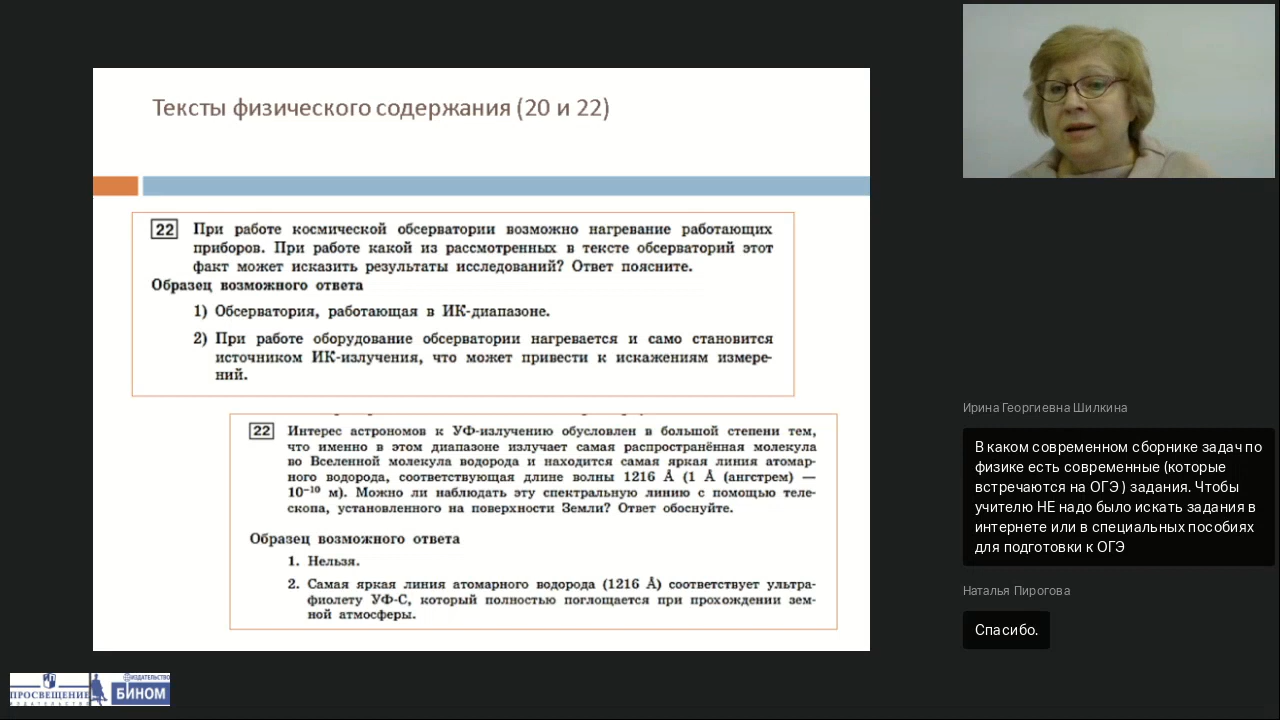 Тексты физического содержания (20 и 22)
22 При работе космической обсерватории возможно нагревание работающих
приборов. При работе какой из рассмотренных в тексте обсерваторий этот
факт может исказить результаты исследований? Ответ поясните.
Образец возможного ответа
1) Обсерватория, работающая в ИК-диапазоне.
2) При работе оборудование обсерватории нагревается и само становится
источником ИК-излучения, что может привести к искажениям измере-
ний.
22 Интерес астрономов к УФ-излучению обусловлен в большой степени тем,
что именно в этом диапазоне излучает самая распространённая молекула
во Вселенной молекула водорода и находится самая яркая линия атомар-
ного водорода, соответствующая длине волны 1216 Å (1 Å (ангстрем) —
10⁻¹⁰ м). Можно ли наблюдать эту спектральную линию с помощью теле-
скопа, установленного на поверхности Земли? Ответ обоснуйте.
Образец возможного ответа
1. Нельзя.
2. Самая яркая линия атомарного водорода (1216 Å) соответствует ультра-
фиолету УФ-С, который полностью поглощается при прохождении зем-
ной атмосферы.
Ирина Георгиевна Шилкина
В каком современном сборнике задач по
физике есть современные (которые
встречаются на ОГЭ ) задания. Чтобы
учителю НЕ надо было искать задания в
интернете или в специальных пособиях
для подготовки к ОГЭ
Наталья Пирогова
Спасибо.
ПРОСВЕЩЕНИЕ
ИЗДАТЕЛЬСТВО
ИЗДАТЕЛЬСТВО
БИНОМ